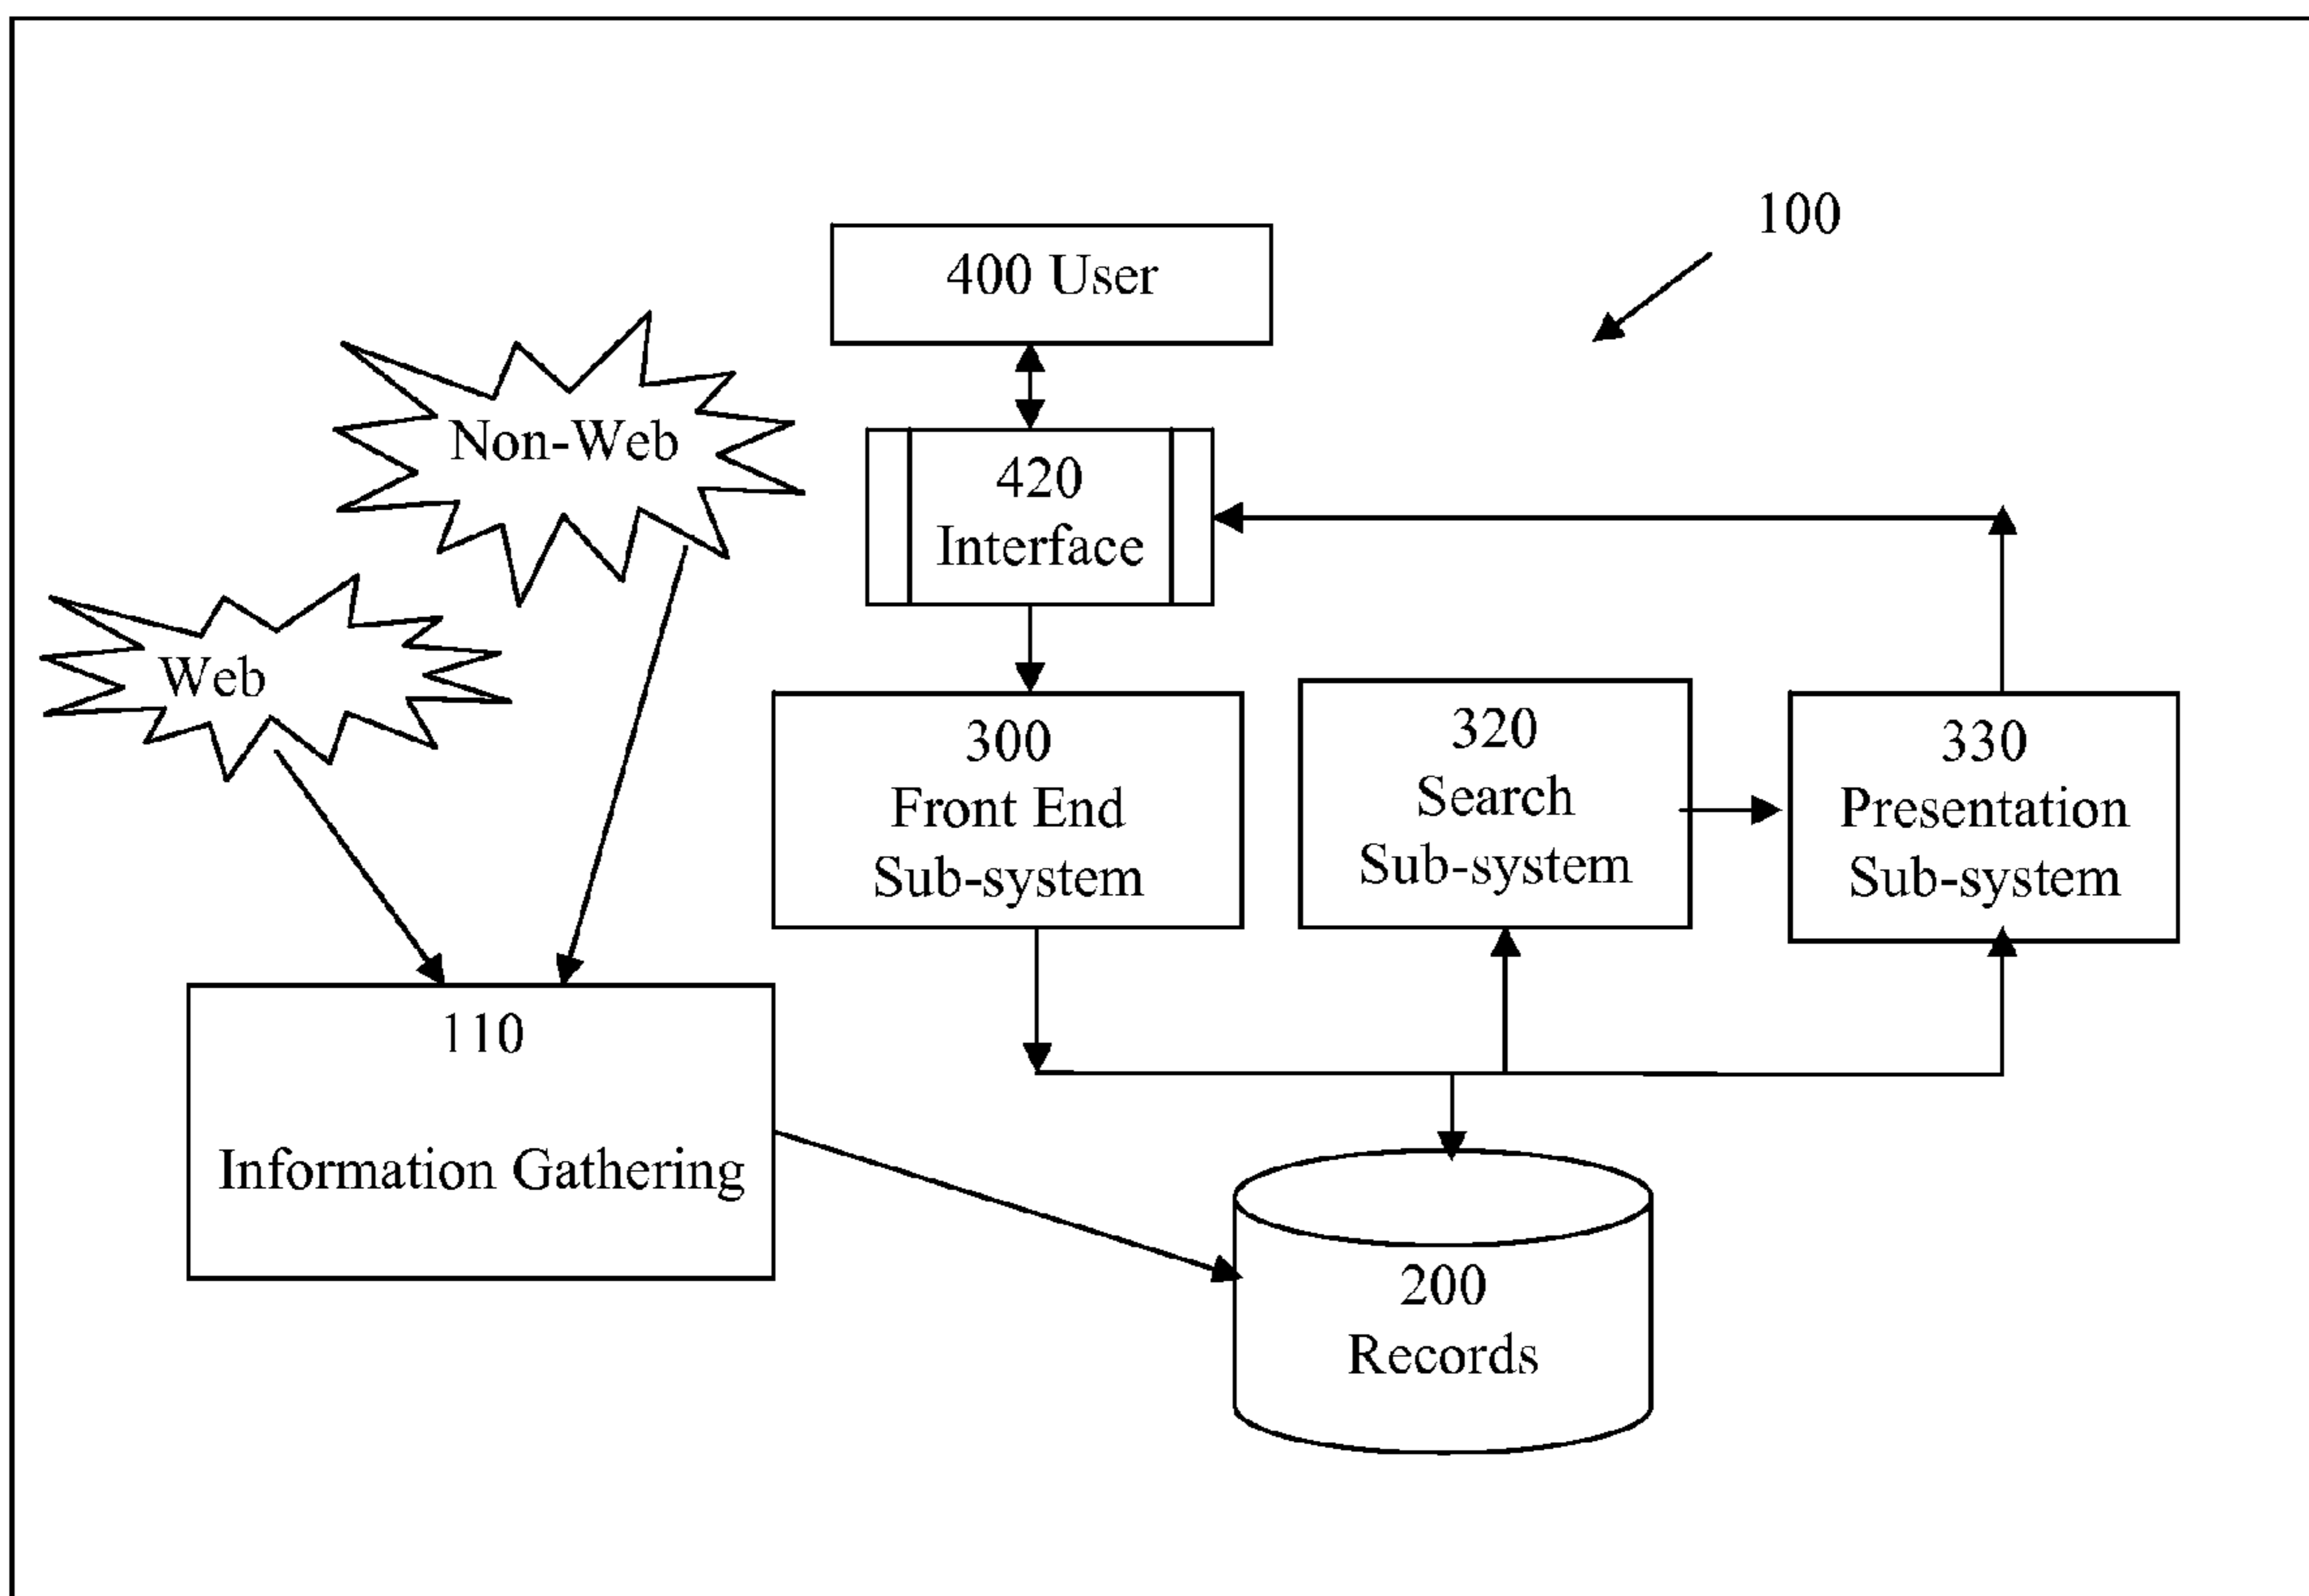 100
400 User
Non-Web
420
Interface
Web
300
Front End
Sub-system
320
Search
Sub-system
330
Presentation
Sub-system
110
Information Gathering
200
Records